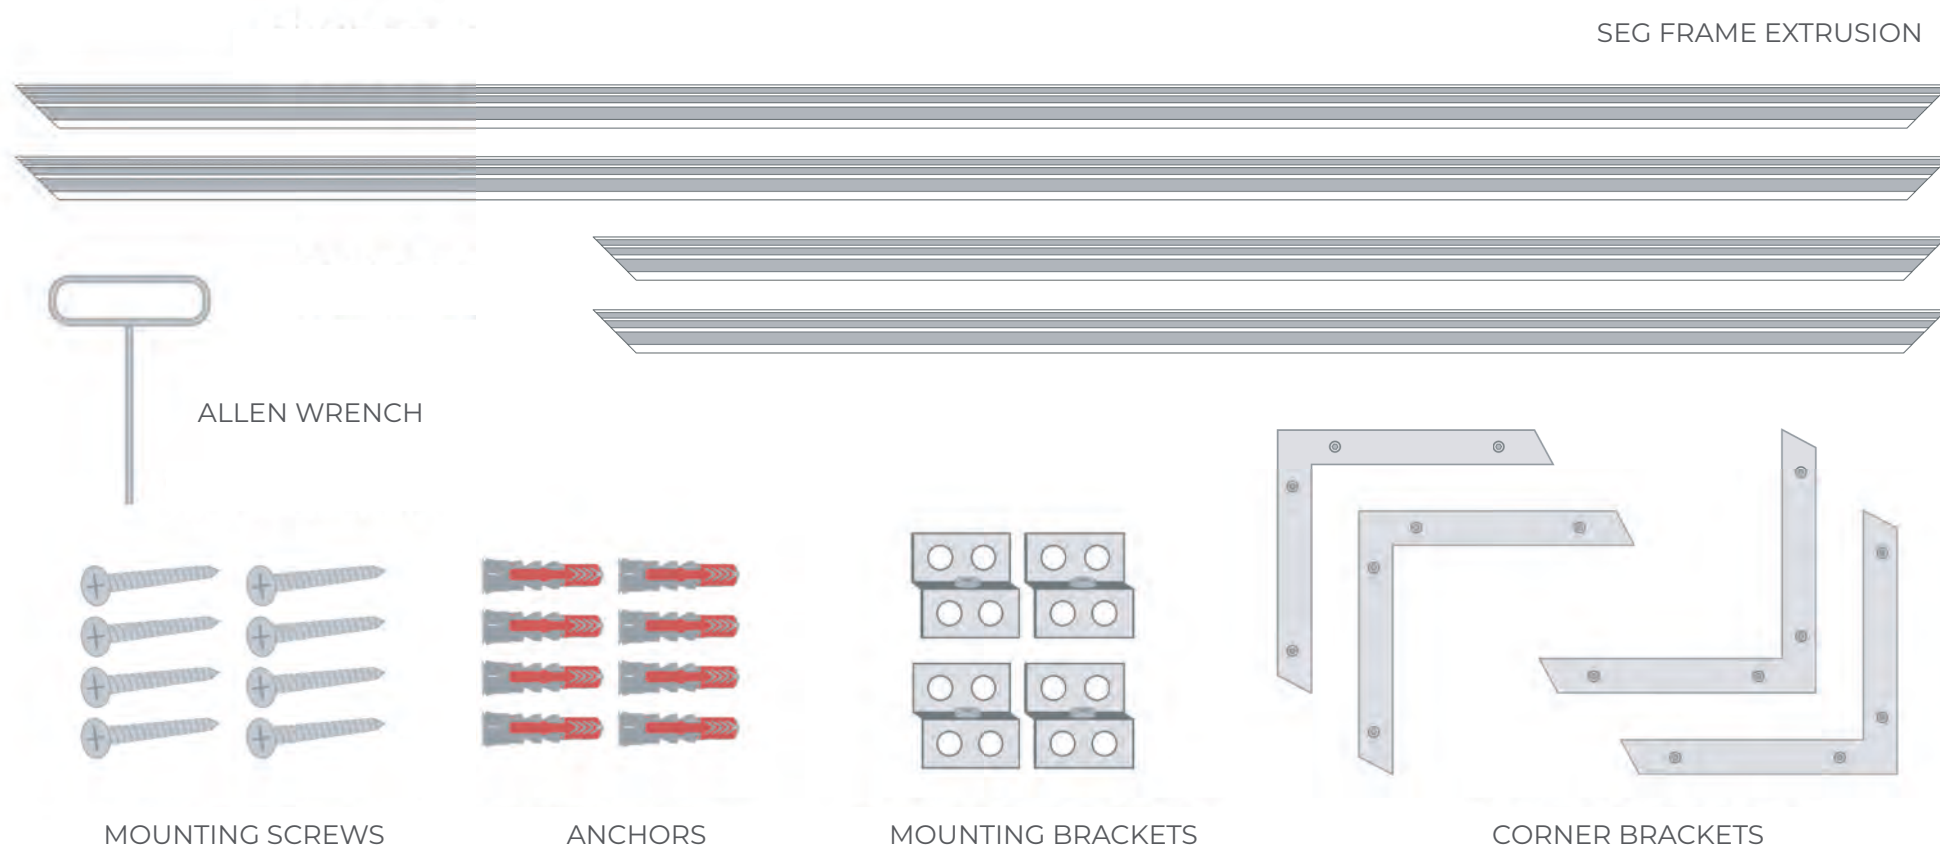 SEG FRAME EXTRUSION
ALLEN WRENCH
MOUNTING SCREWS
ANCHORS
MOUNTING BRACKETS
CORNER BRACKETS